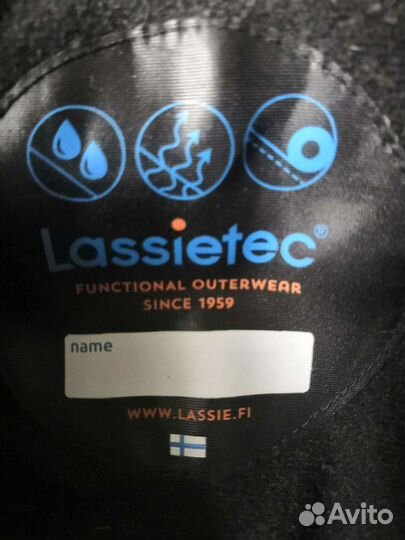 Lassietec®
FUNCTIONAL OUTERWEAR
SINCE 1959
name
WWW.LASSIE.FI
Avito